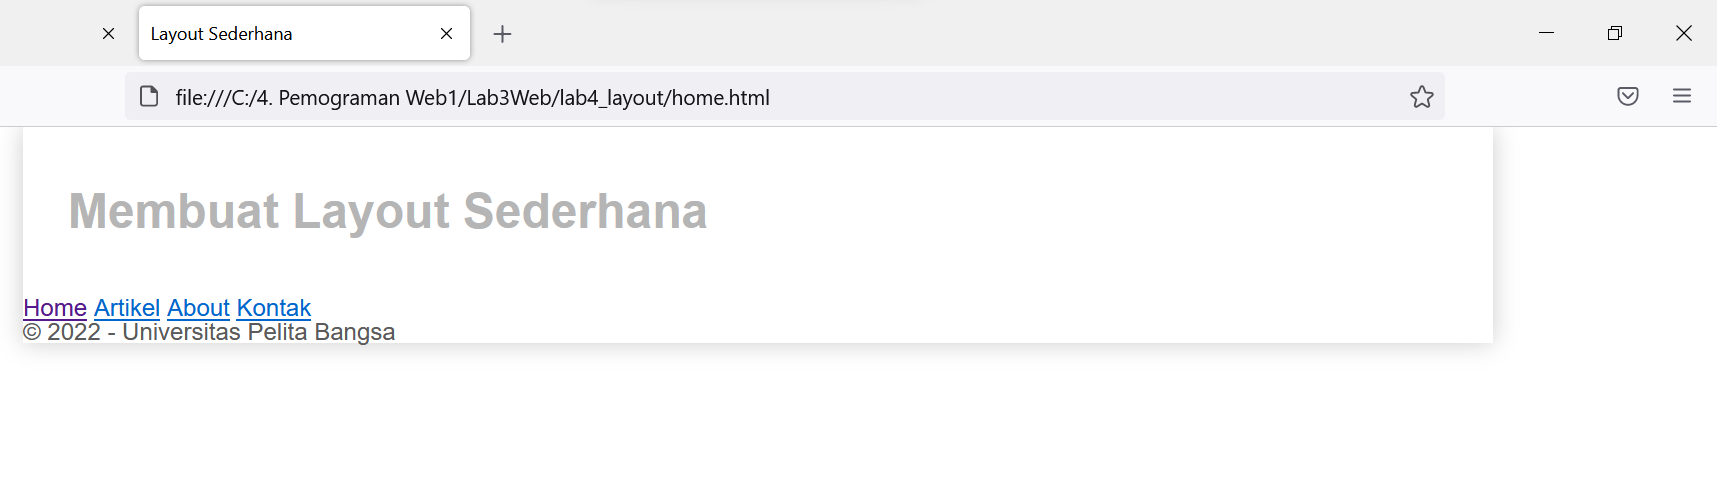 Layout Sederhana
file:///C:/4. Pemograman Web1/Lab3Web/lab4_layout/home.html
Membuat Layout Sederhana
Home Artikel About Kontak
© 2022 - Universitas Pelita Bangsa